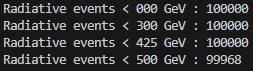 Radiative events < 000 GeV : 100000
Radiative events < 300 GeV : 100000
Radiative events < 425 GeV : 100000
Radiative events < 500 GeV : 99968